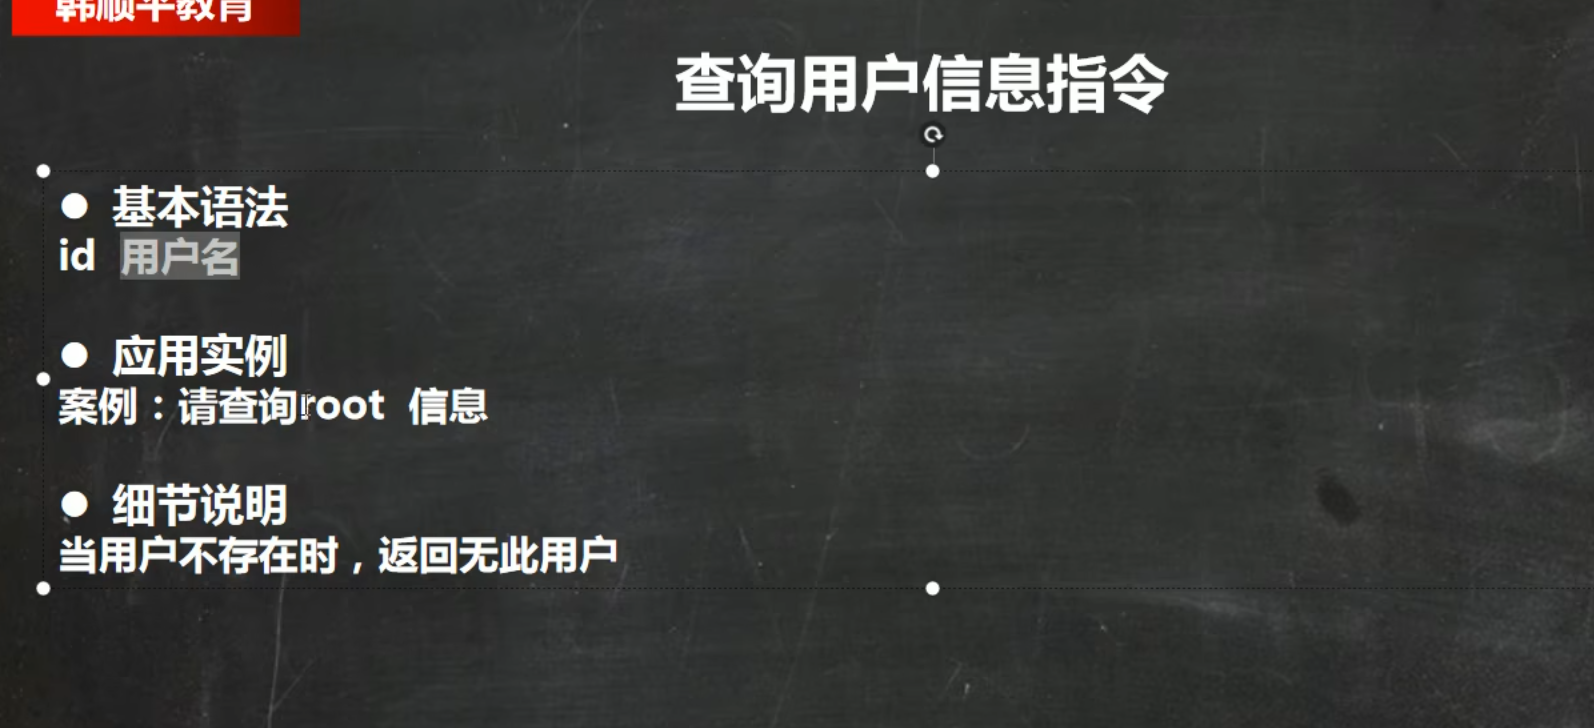 韩顺平教育
查询用户信息指令
● 基本语法
id 用户名
● 应用实例
案例：请查询root 信息
● 细节说明
当用户不存在时，返回无此用户